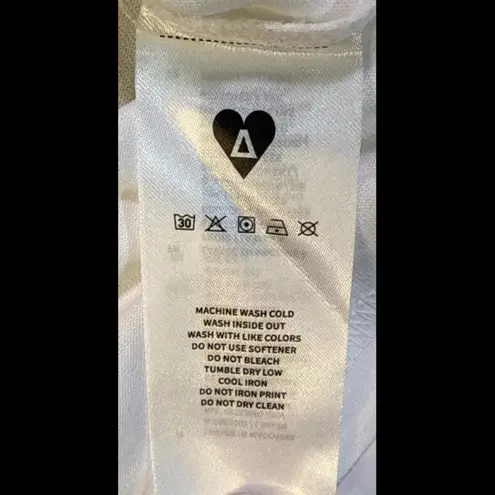 Δ
30
MACHINE WASH COLD
WASH INSIDE OUT
WASH WITH LIKE COLORS
DO NOT USE SOFTENER
DO NOT BLEACH
TUMBLE DRY LOW
COOL IRON
DO NOT IRON PRINT
DO NOT DRY CLEAN